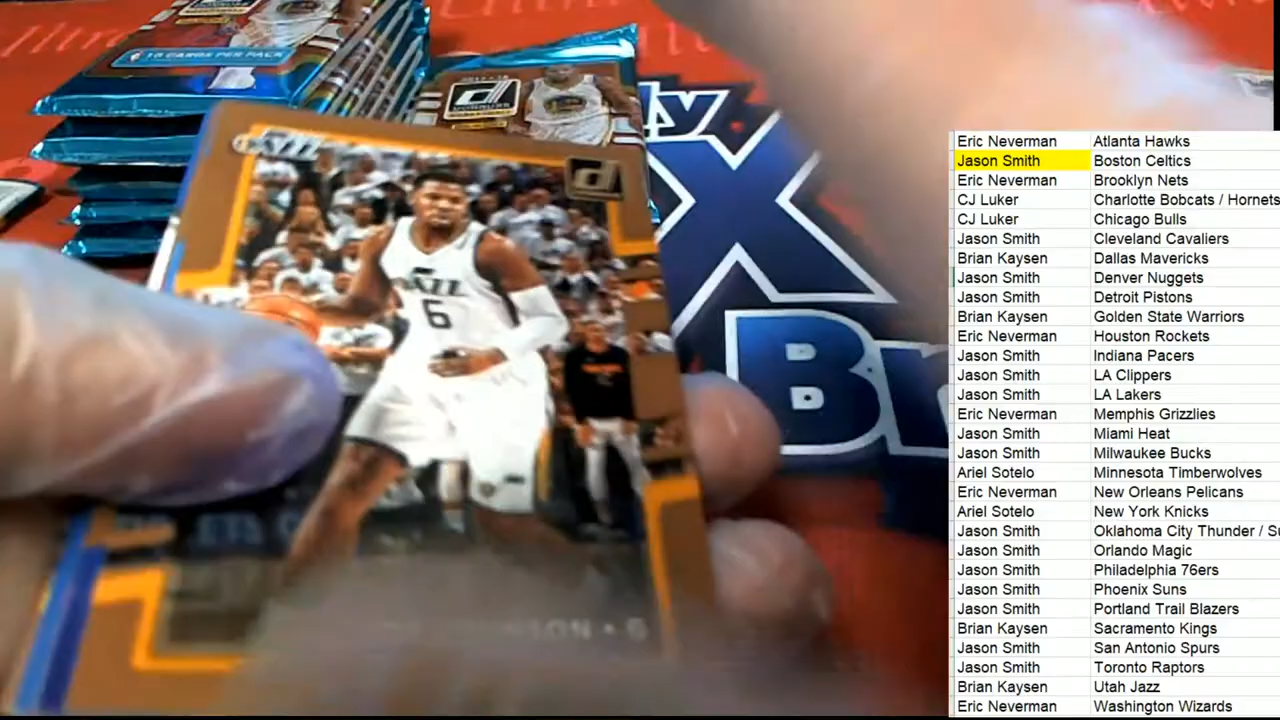 10 CARDS PER PACK
6
B
Eric Neverman Atlanta Hawks
Jason Smith Boston Celtics
Eric Neverman Brooklyn Nets
CJ Luker Charlotte Bobcats / Hornets
CJ Luker Chicago Bulls
Jason Smith Cleveland Cavaliers
Brian Kaysen Dallas Mavericks
Jason Smith Denver Nuggets
Jason Smith Detroit Pistons
Brian Kaysen Golden State Warriors
Eric Neverman Houston Rockets
Jason Smith Indiana Pacers
Jason Smith LA Clippers
Jason Smith LA Lakers
Eric Neverman Memphis Grizzlies
Jason Smith Miami Heat
Jason Smith Milwaukee Bucks
Ariel Sotelo Minnesota Timberwolves
Eric Neverman New Orleans Pelicans
Ariel Sotelo New York Knicks
Jason Smith Oklahoma City Thunder / S
Jason Smith Orlando Magic
Jason Smith Philadelphia 76ers
Jason Smith Phoenix Suns
Jason Smith Portland Trail Blazers
Brian Kaysen Sacramento Kings
Jason Smith San Antonio Spurs
Jason Smith Toronto Raptors
Brian Kaysen Utah Jazz
Eric Neverman Washington Wizards